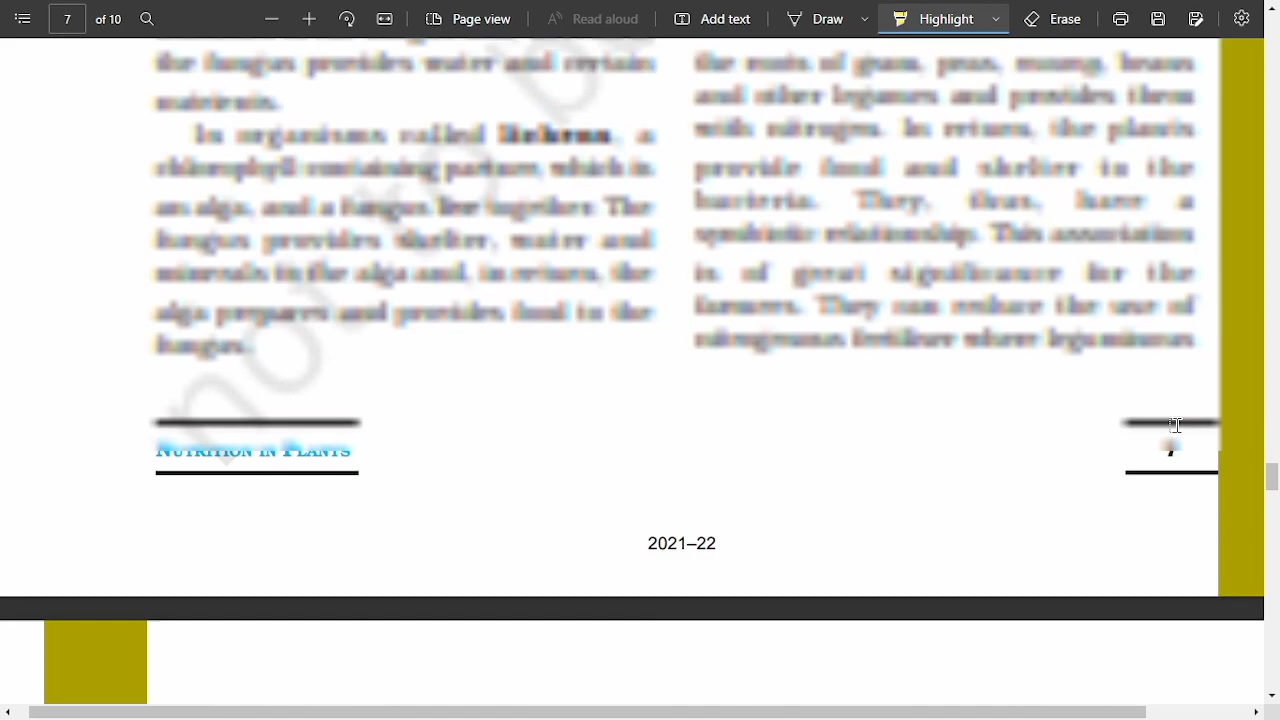 7 of 10 Page view Read aloud Add text Draw Highlight Erase
the fungus provides water and certain
nutrients.
In organisms called lichens, a
chlorophyll-containing partner, which is
an alga, and a fungus live together. The
fungus provides shelter, water and
minerals to the alga and, in return, the
alga prepares and provides food to the
fungus.
the roots of gram, peas, moong, beans
and other legumes and provides them
with nitrogen. In return, the plants
provide food and shelter to the
bacteria. They, thus, have a
symbiotic relationship. This association
is of great significance for the
farmers. They can reduce the use of
nitrogenous fertiliser where leguminous
NUTRITION IN PLANTS
7
2021–22
not to be